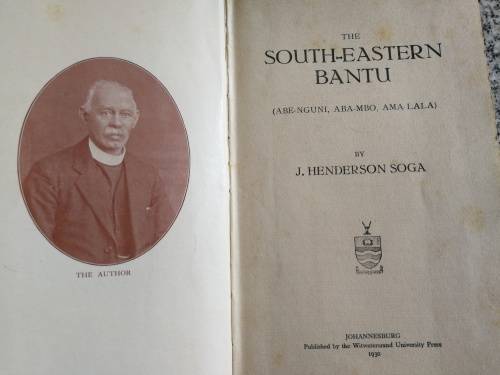 THE AUTHOR
THE
SOUTH-EASTERN
BANTU
(ABE-NGUNI, ABA-MBO, AMA-LALA)
BY
J. HENDERSON SOGA
JOHANNESBURG
Published by the Witwatersrand University Press
1930